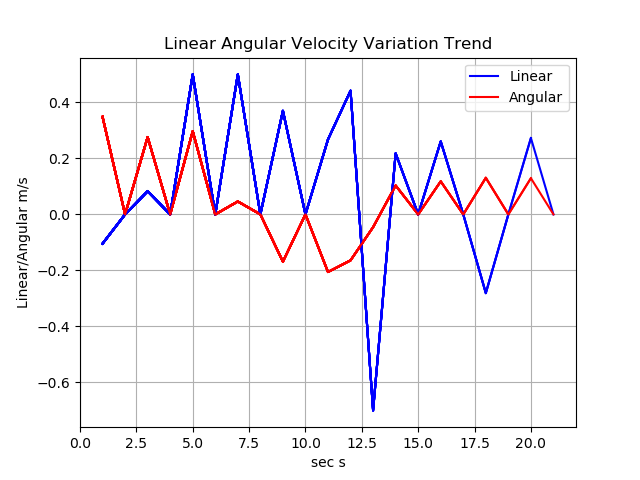 Linear Angular Velocity Variation Trend
Linear
Angular
Linear/Angular m/s
0.4
0.2
0.0
−0.2
−0.4
−0.6
0.0 2.5 5.0 7.5 10.0 12.5 15.0 17.5 20.0
sec s